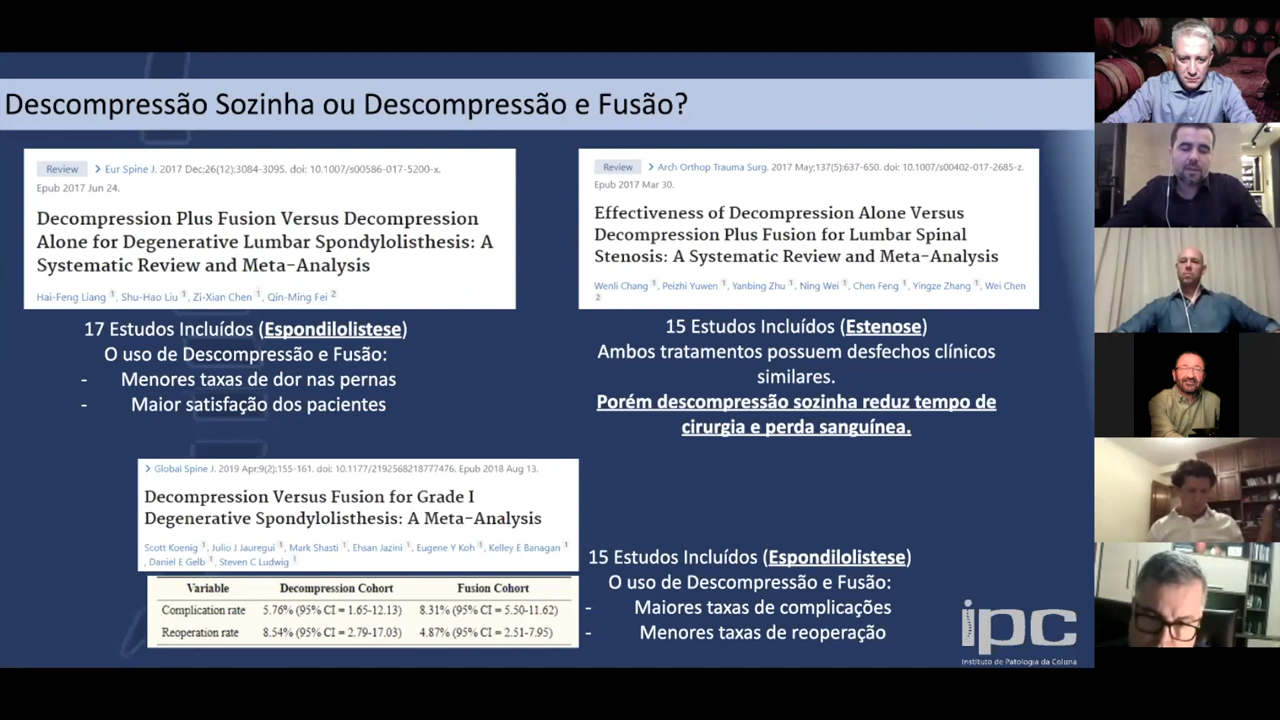 Descompressão Sozinha ou Descompressão e Fusão?
Review > Eur Spine J. 2017 Dec;26(12):3084-3095. doi: 10.1007/s00586-017-5200-x.
Epub 2017 Jun 24.
Decompression Plus Fusion Versus Decompression
Alone for Degenerative Lumbar Spondylolisthesis: A
Systematic Review and Meta-Analysis
Hai-Feng Liang 1, Shu-Hao Liu 1, Zi-Xian Chen 1, Qin-Ming Fei 2
17 Estudos Incluídos (Espondilolistese)
O uso de Descompressão e Fusão:
- Menores taxas de dor nas pernas
- Maior satisfação dos pacientes
Review > Arch Orthop Trauma Surg. 2017 May;137(5):637-650. doi: 10.1007/s00402-017-2685-z.
Epub 2017 Mar 30.
Effectiveness of Decompression Alone Versus
Decompression Plus Fusion for Lumbar Spinal
Stenosis: A Systematic Review and Meta-Analysis
Wenli Chang 1, Peizhi Yuwen 1, Yanbing Zhu 1, Ning Wei 1, Chen Feng 1, Yingze Zhang 1, Wei Chen
2
15 Estudos Incluídos (Estenose)
Ambos tratamentos possuem desfechos clínicos
similares.
Porém descompressão sozinha reduz tempo de
cirurgia e perda sanguínea.
> Global Spine J. 2019 Apr;9(2):155-161. doi: 10.1177/2192568218777476. Epub 2018 Aug 13.
Decompression Versus Fusion for Grade I
Degenerative Spondylolisthesis: A Meta-Analysis
Scott Koenig 1, Julio J Jauregui 1, Mark Shasti 1, Ehsan Jazini 1, Eugene Y Koh 1, Kelley E Banagan 1
, Daniel E Gelb 1, Steven C Ludwig 1
Variable Decompression Cohort Fusion Cohort
Complication rate 5.76% (95% CI = 1.65-12.13) 8.31% (95% CI = 5.50-11.62)
Reoperation rate 8.54% (95% CI = 2.79-17.03) 4.87% (95% CI = 2.51-7.95)
15 Estudos Incluídos (Espondilolistese)
O uso de Descompressão e Fusão:
- Maiores taxas de complicações
- Menores taxas de reoperação
ipc
Instituto de Patologia da Coluna